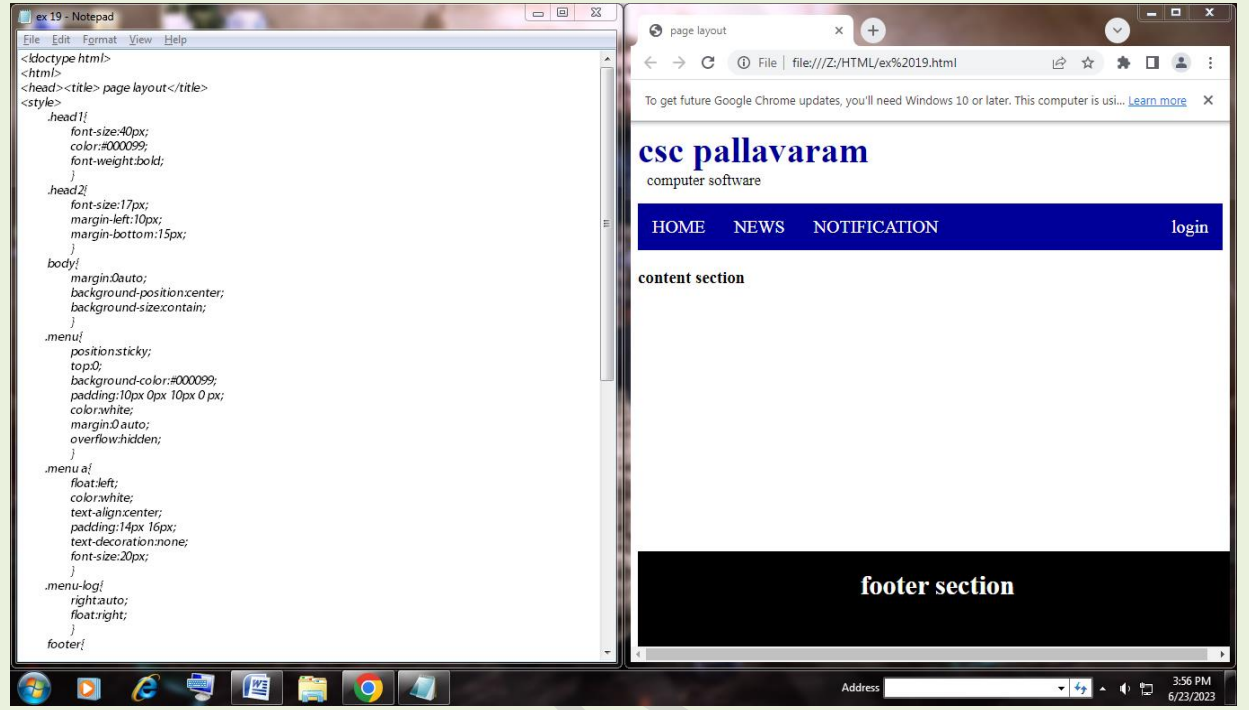 ex 19 - Notepad
File Edit Format View Help
<!doctype html>
<html>
<head><title> page layout</title>
<style>
.head1{
font-size:40px;
color:#000099;
font-weight:bold;
}
.head2{
font-size:17px;
margin-left:10px;
margin-bottom:15px;
}
body{
margin:0auto;
background-position:center;
background-size:contain;
}
.menu{
position:sticky;
top:0;
background-color:#000099;
padding:10px 0px 10px 0 px;
color:white;
margin:0 auto;
overflow:hidden;
}
.menu a{
float:left;
color:white;
text-align:center;
padding:14px 16px;
text-decoration:none;
font-size:20px;
}
.menu-log{
right:auto;
float:right;
}
footer{
page layout
File | file:///Z:/HTML/ex%2019.html
To get future Google Chrome updates, you'll need Windows 10 or later. This computer is usi... Learn more
csc pallavaram
computer software
HOME NEWS NOTIFICATION login
content section
footer section
Address
3:56 PM
6/23/2023